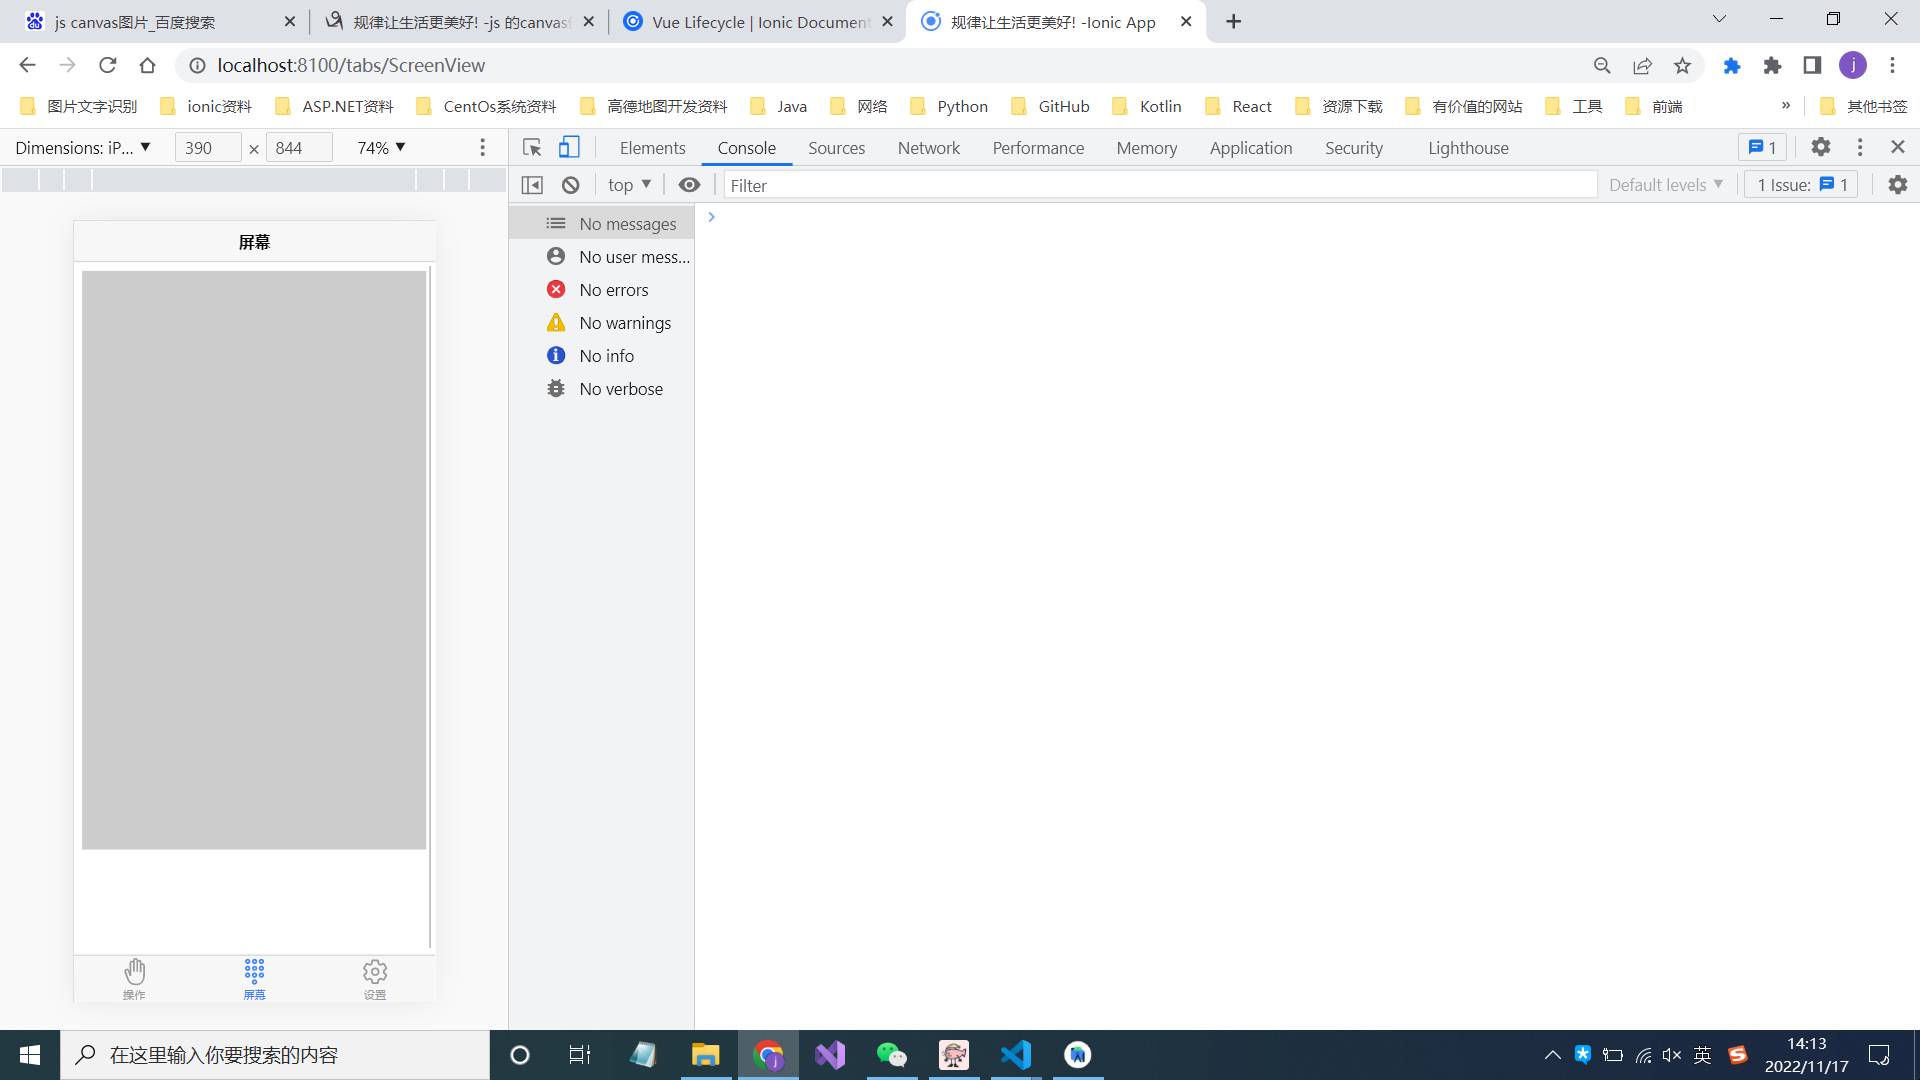 js canvas图片_百度搜索
规律让生活更美好! -js 的canvas
Vue Lifecycle | Ionic Document
规律让生活更美好! -Ionic App
localhost:8100/tabs/ScreenView
j
图片文字识别
ionic资料
ASP.NET资料
CentOs系统资料
高德地图开发资料
Java
网络
Python
GitHub
Kotlin
React
资源下载
有价值的网站
工具
前端
»
其他书签
Dimensions: iP... ▼
390
×
844
74% ▼
Elements
Console
Sources
Network
Performance
Memory
Application
Security
Lighthouse
1
top ▼
Filter
Default levels ▼
1 Issue:
1
屏幕
No messages
No user mess...
No errors
No warnings
No info
No verbose
操作
屏幕
设置
在这里输入你要搜索的内容
英
14:13
2022/11/17